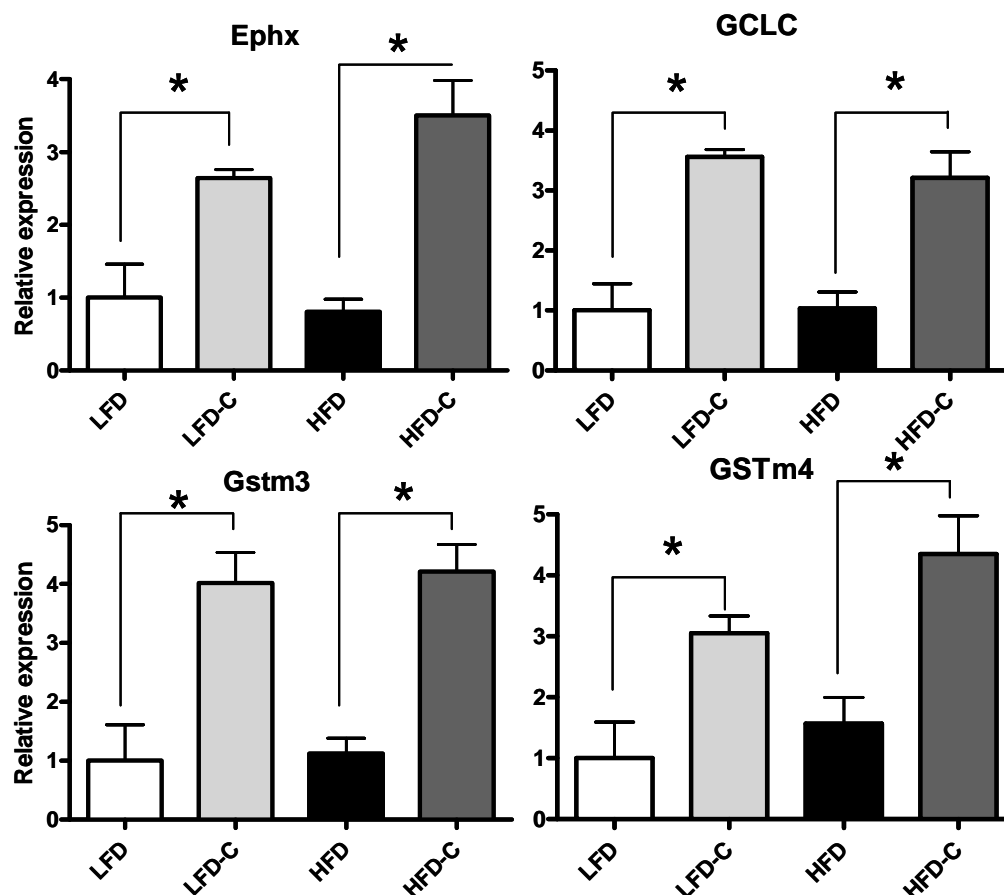 Ephx
*
*
4
3
2
1
0
Relative expression
LFD
LFD-C
HFD
HFD-C
GCLC
*
*
5
4
3
2
1
0
LFD
LFD-C
HFD
HFD-C
Gstm3
*
*
5
4
3
2
1
0
Relative expression
LFD
LFD-C
HFD
HFD-C
GSTm4
*
*
5
4
3
2
1
0
LFD
LFD-C
HFD
HFD-C